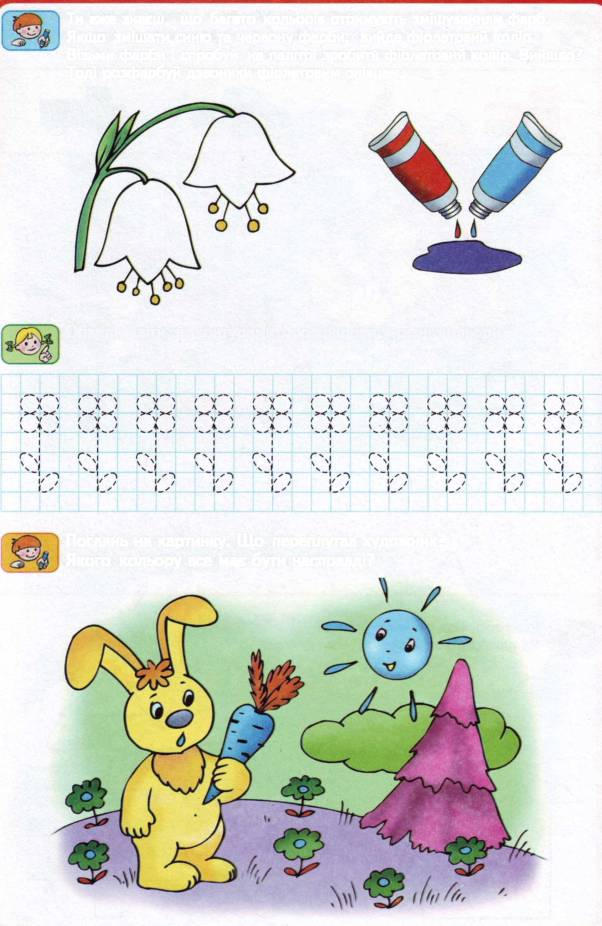 Ти вже знаєш, що багато кольорів отримують змішуванням фарб.
Якщо змішати синю та червону фарби, вийде фіолетовий колір.
Візьми фарби і спробуй на палітрі зробити фіолетовий колір. Вийшло?
Тоді розфарбуй дзвоники фіолетовим олівцем.
Поглянь на картинку. Що переплутав художник?
Якого кольору все має бути насправді?